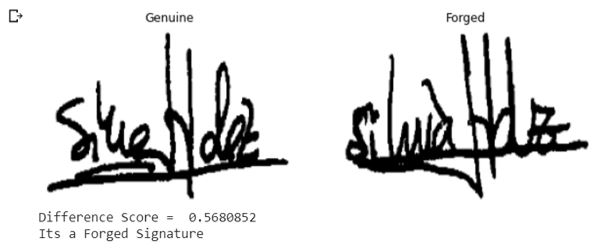 Genuine Forged
Difference Score = 0.5680852
Its a Forged Signature